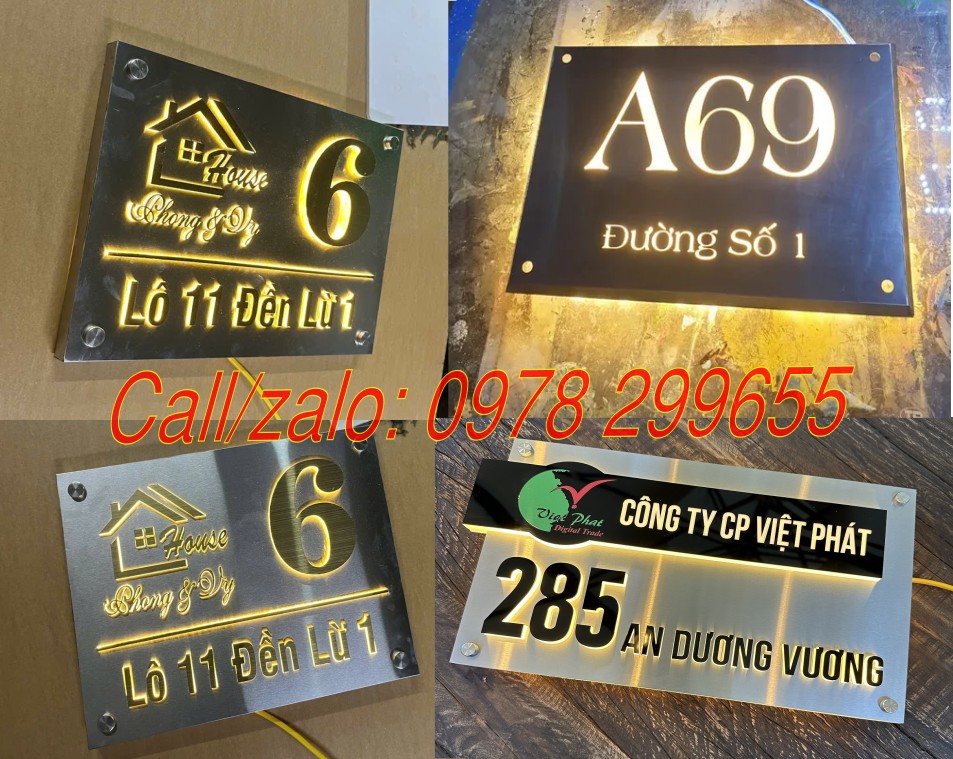 House
6
Phong & Vy
Lô 11 Đền Lừ 1
A69
Đường Số 1
Call/zalo: 0978 299655
House
6
Phong & Vy
Lô 11 Đền Lừ 1
Việt Phát
Digital Trade
CÔNG TY CP VIỆT PHÁT
285 AN DƯƠNG VƯƠNG